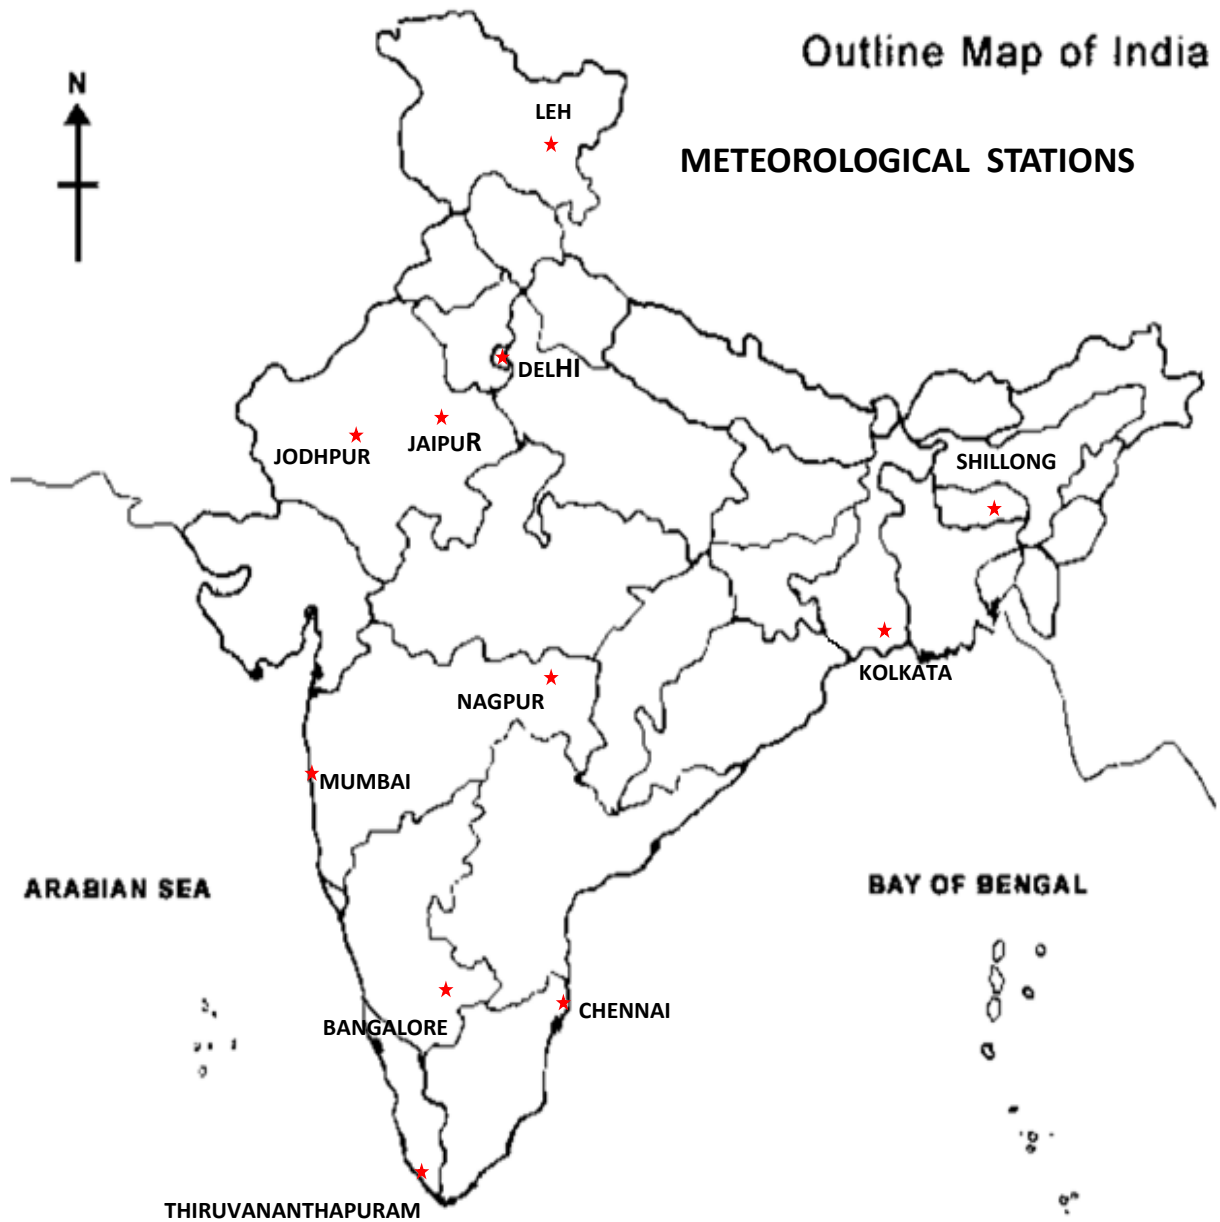 Outline Map of India
N
LEH
METEOROLOGICAL STATIONS
DELHI
JODHPUR
JAIPUR
SHILLONG
NAGPUR
KOLKATA
MUMBAI
ARABIAN SEA
BAY OF BENGAL
BANGALORE
CHENNAI
THIRUVANANTHAPURAM